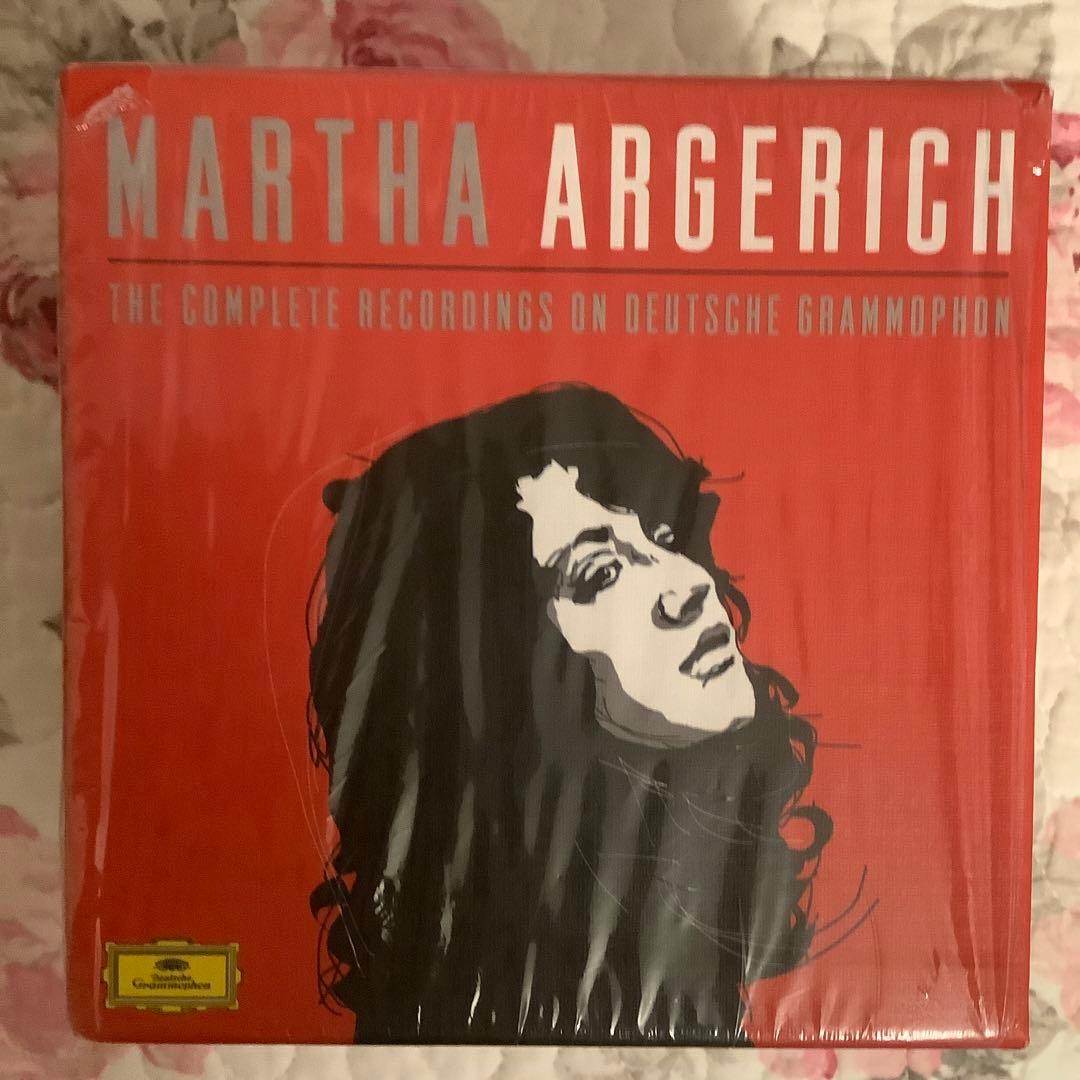 MARTHA ARGERICH
THE COMPLETE RECORDINGS ON DEUTSCHE GRAMMOPHON
Deutsche
Grammophon